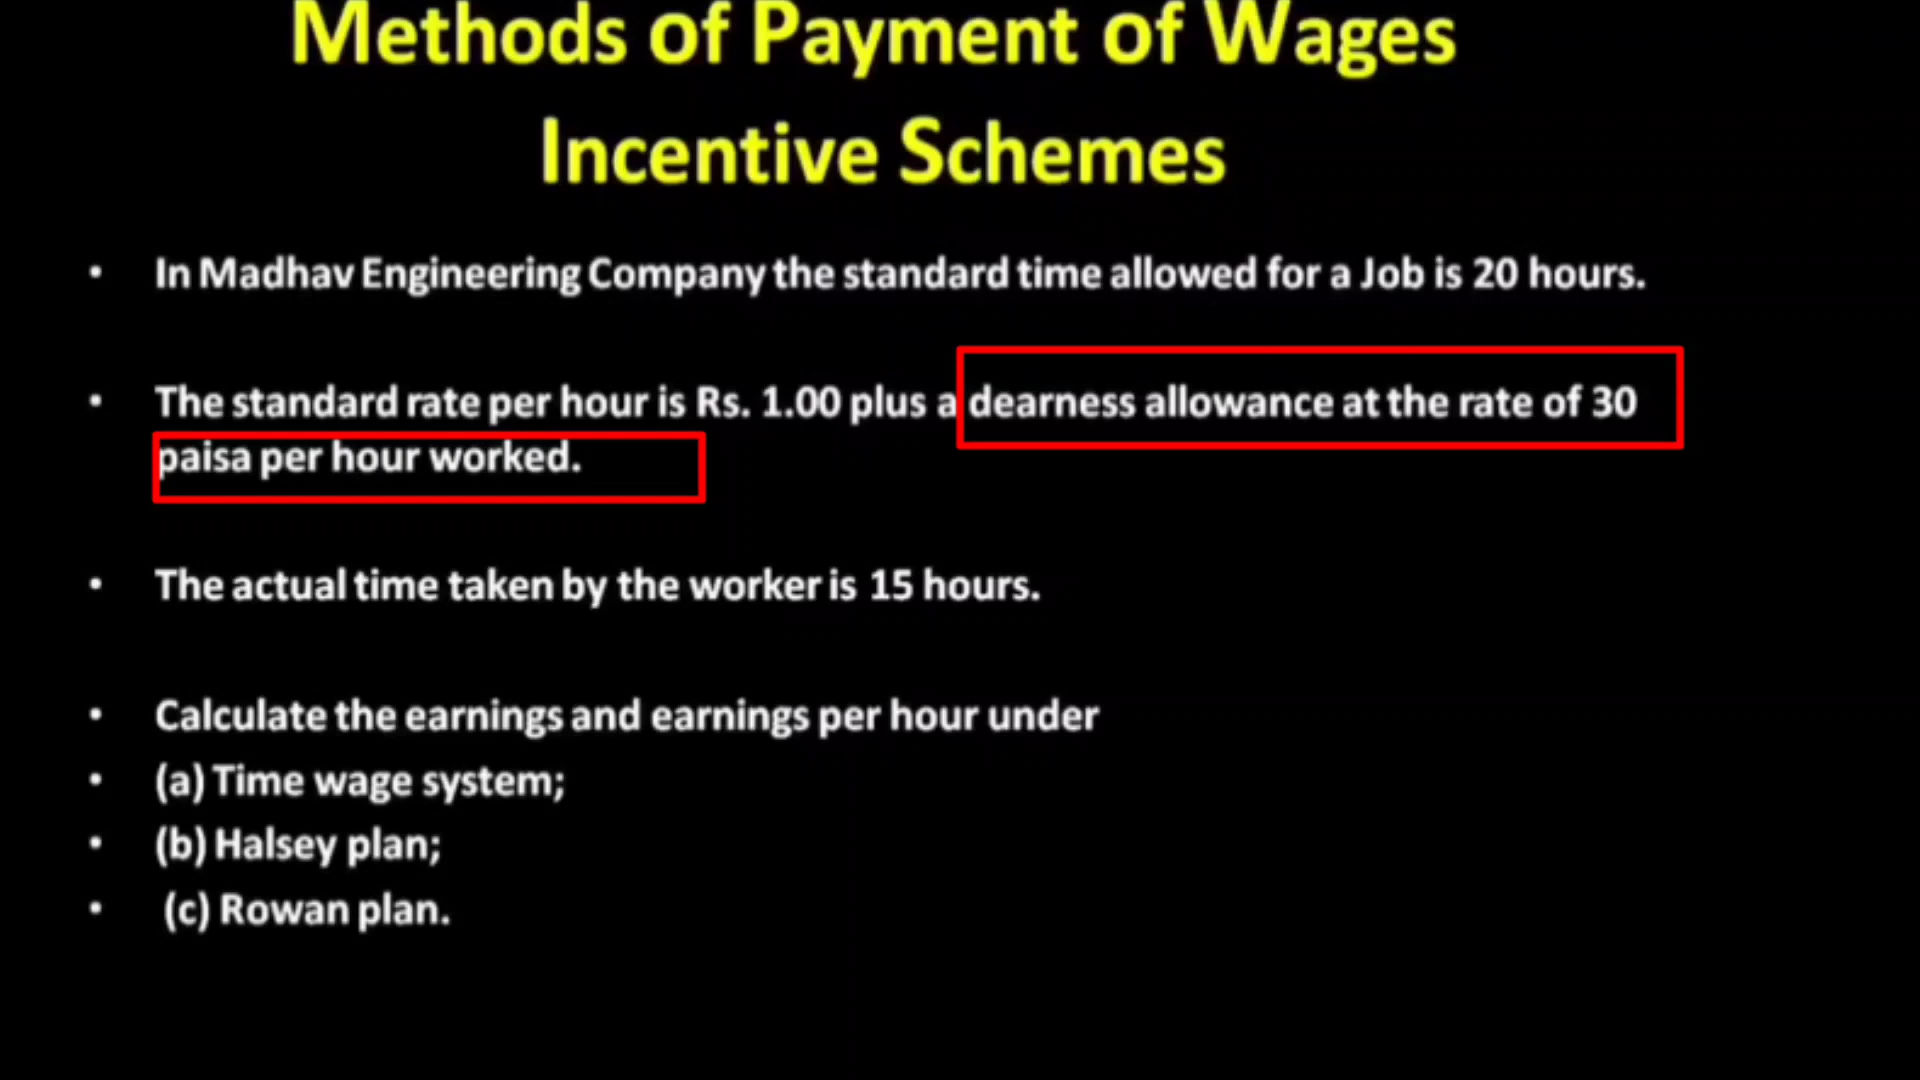 Methods of Payment of Wages
Incentive Schemes
• In Madhav Engineering Company the standard time allowed for a Job is 20 hours.
• The standard rate per hour is Rs. 1.00 plus a dearness allowance at the rate of 30
paisa per hour worked.
• The actual time taken by the worker is 15 hours.
• Calculate the earnings and earnings per hour under
• (a) Time wage system;
• (b) Halsey plan;
• (c) Rowan plan.